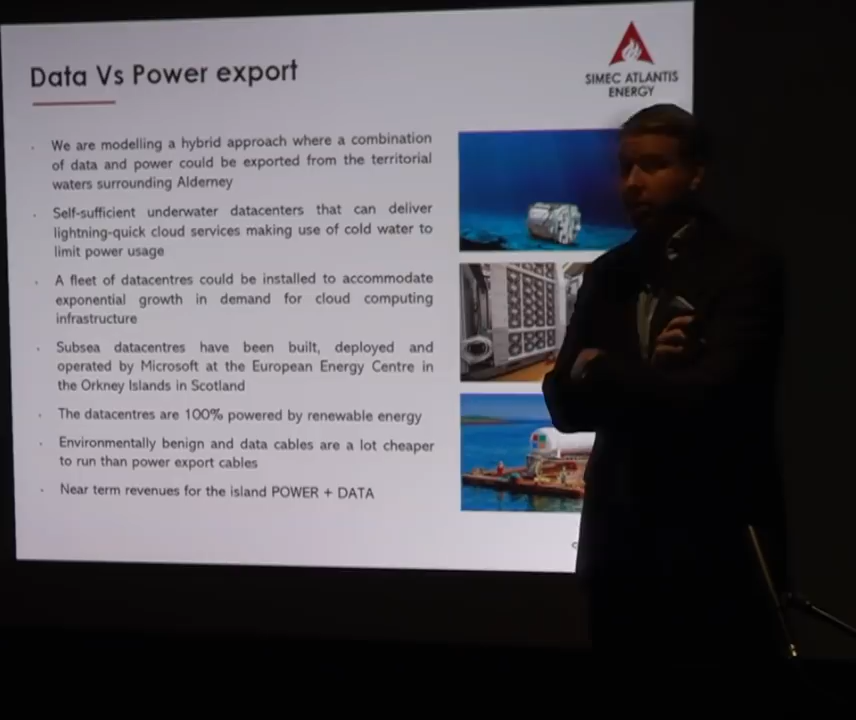 Data Vs Power export
SIMEC ATLANTIS
ENERGY
We are modelling a hybrid approach where a combination
of data and power could be exported from the territorial
waters surrounding Alderney
Self-sufficient underwater datacenters that can deliver
lightning-quick cloud services making use of cold water to
limit power usage
A fleet of datacentres could be installed to accommodate
exponential growth in demand for cloud computing
infrastructure
Subsea datacentres have been built, deployed and
operated by Microsoft at the European Energy Centre in
the Orkney Islands in Scotland
The datacentres are 100% powered by renewable energy
Environmentally benign and data cables are a lot cheaper
to run than power export cables
Near term revenues for the island POWER + DATA